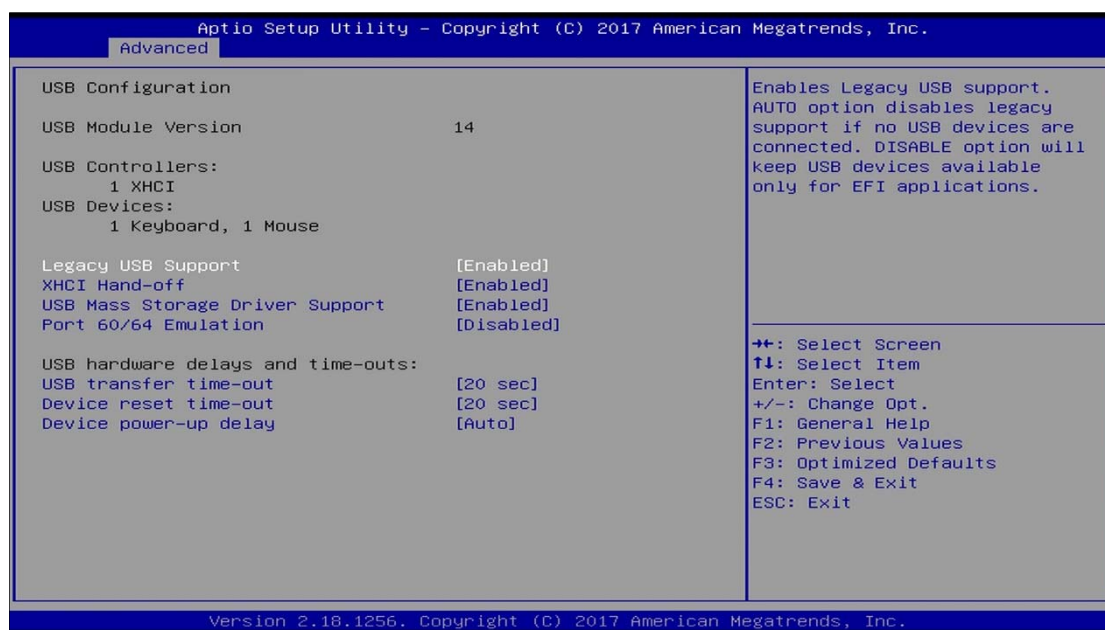 Aptio Setup Utility – Copyright (C) 2017 American Megatrends, Inc.
Advanced
USB Configuration
USB Module Version 14
USB Controllers:
1 XHCI
USB Devices:
1 Keyboard, 1 Mouse
Legacy USB Support [Enabled]
XHCI Hand-off [Enabled]
USB Mass Storage Driver Support [Enabled]
Port 60/64 Emulation [Disabled]
USB hardware delays and time-outs:
USB transfer time-out [20 sec]
Device reset time-out [20 sec]
Device power-up delay [Auto]
Enables Legacy USB support.
AUTO option disables legacy
support if no USB devices are
connected. DISABLE option will
keep USB devices available
only for EFI applications.
→←: Select Screen
↑↓: Select Item
Enter: Select
+/-: Change Opt.
F1: General Help
F2: Previous Values
F3: Optimized Defaults
F4: Save & Exit
ESC: Exit
Version 2.18.1256. Copyright (C) 2017 American Megatrends, Inc.